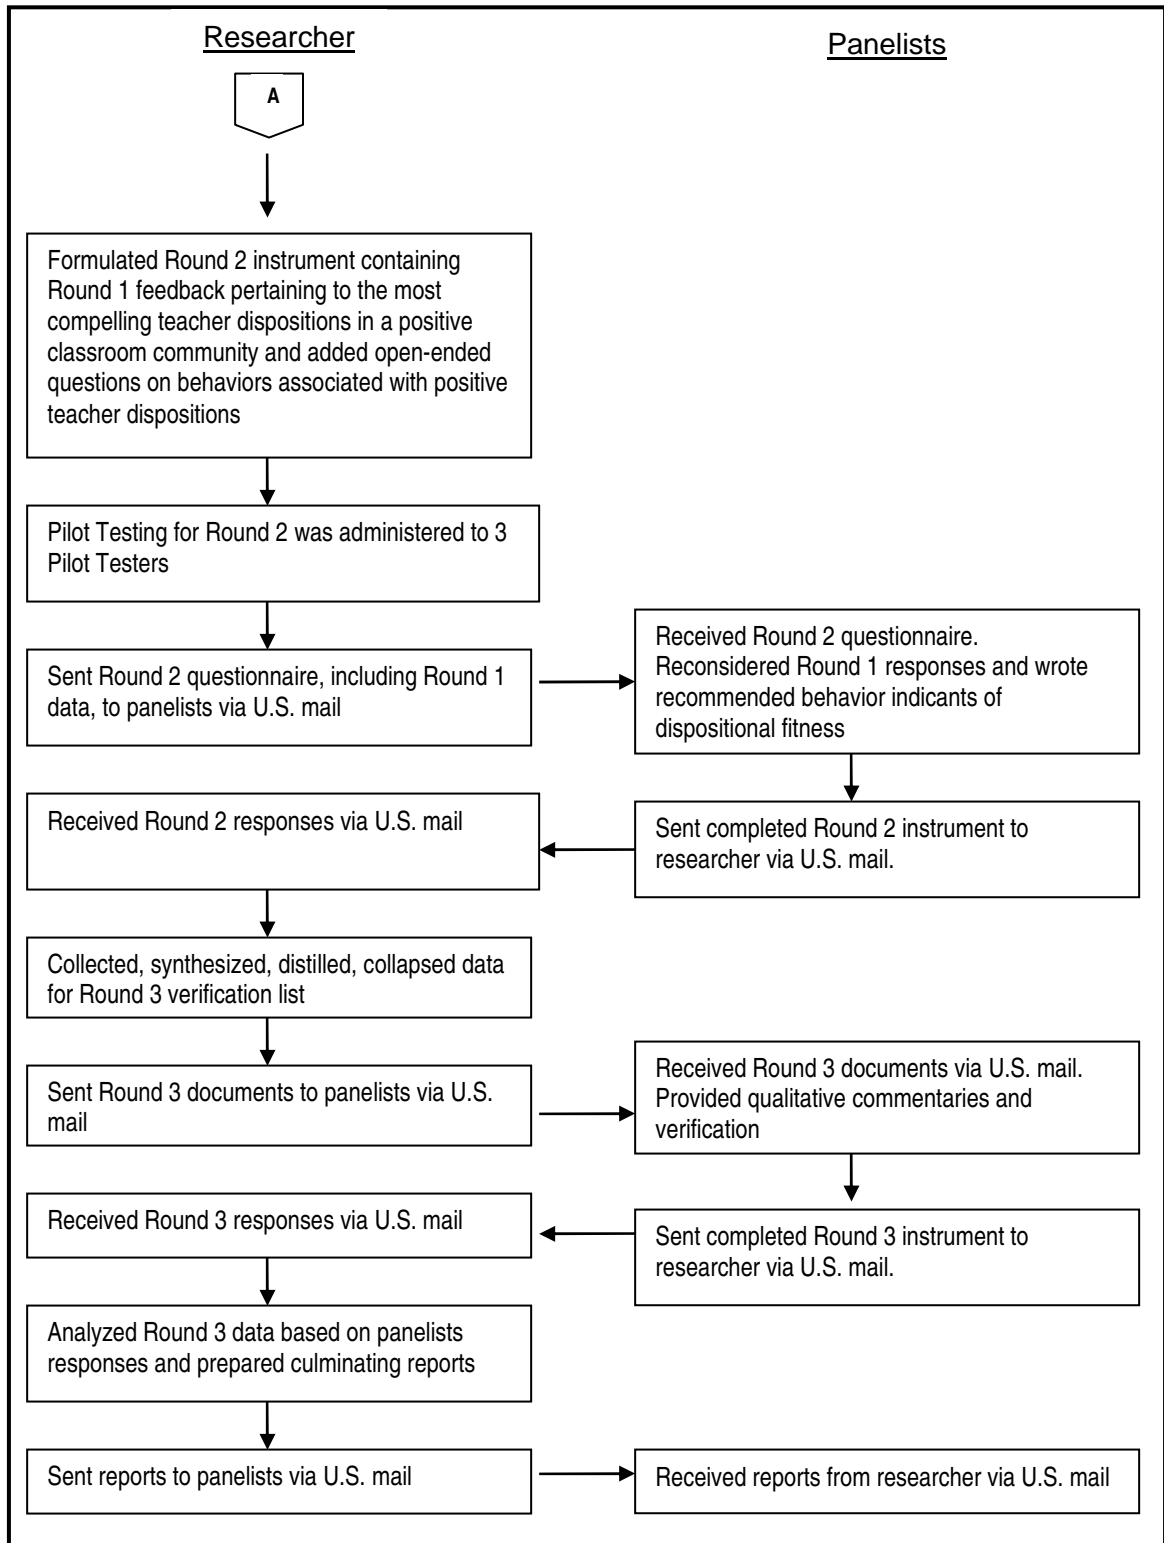 Researcher
Panelists
A
Formulated Round 2 instrument containing
Round 1 feedback pertaining to the most
compelling teacher dispositions in a positive
classroom community and added open-ended
questions on behaviors associated with positive
teacher dispositions
Pilot Testing for Round 2 was administered to 3
Pilot Testers
Sent Round 2 questionnaire, including Round 1
data, to panelists via U.S. mail
Received Round 2 questionnaire.
Reconsidered Round 1 responses and wrote
recommended behavior indicants of
dispositional fitness
Sent completed Round 2 instrument to
researcher via U.S. mail.
Received Round 2 responses via U.S. mail
Collected, synthesized, distilled, collapsed data
for Round 3 verification list
Sent Round 3 documents to panelists via U.S.
mail
Received Round 3 documents via U.S. mail.
Provided qualitative commentaries and
verification
Sent completed Round 3 instrument to
researcher via U.S. mail.
Received Round 3 responses via U.S. mail
Analyzed Round 3 data based on panelists
responses and prepared culminating reports
Sent reports to panelists via U.S. mail
Received reports from researcher via U.S. mail